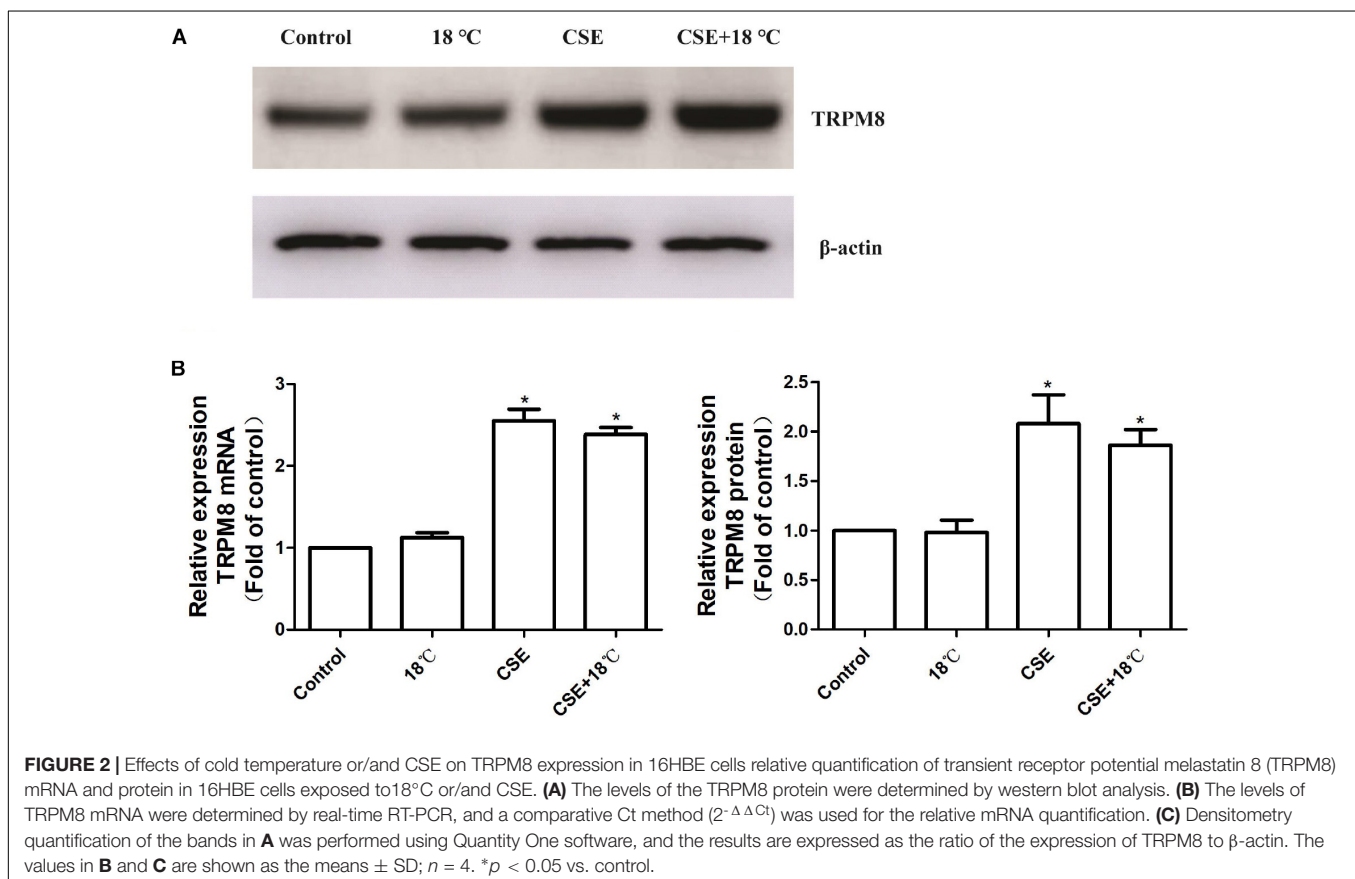 A
Control 18 ℃ CSE CSE+18 ℃
TRPM8
β-actin
B
Relative expression
TRPM8 mRNA
(Fold of control)
3
2
1
0
Control
18℃
CSE
CSE+18℃
*
*
Relative expression
TRPM8 protein
(Fold of control)
2.5
2.0
1.5
1.0
0.5
0.0
Control
18℃
CSE
CSE+18℃
*
*
FIGURE 2 | Effects of cold temperature or/and CSE on TRPM8 expression in 16HBE cells relative quantification of transient receptor potential melastatin 8 (TRPM8)
mRNA and protein in 16HBE cells exposed to18°C or/and CSE. (A) The levels of the TRPM8 protein were determined by western blot analysis. (B) The levels of
TRPM8 mRNA were determined by real-time RT-PCR, and a comparative Ct method (2-ΔΔCt) was used for the relative mRNA quantification. (C) Densitometry
quantification of the bands in A was performed using Quantity One software, and the results are expressed as the ratio of the expression of TRPM8 to β-actin. The
values in B and C are shown as the means ± SD; n = 4. *p < 0.05 vs. control.